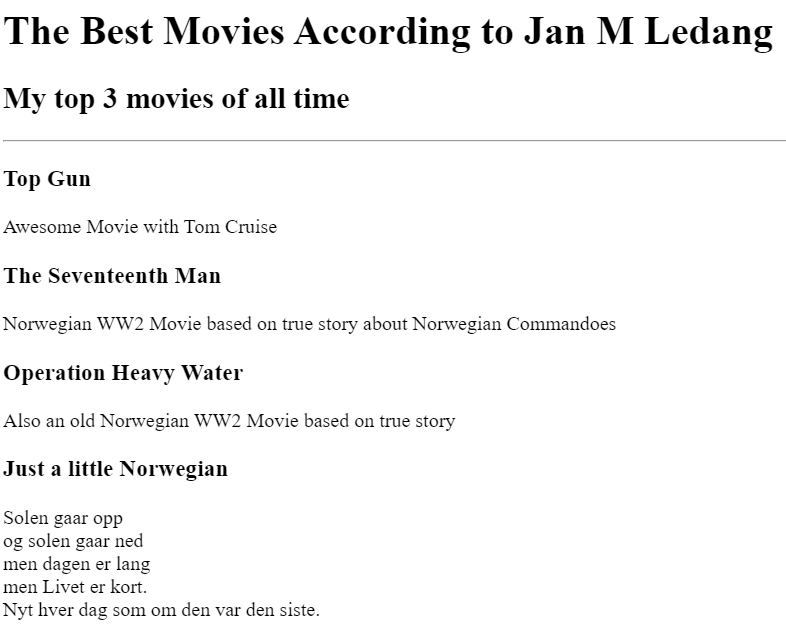 The Best Movies According to Jan M Ledang
My top 3 movies of all time
Top Gun
Awesome Movie with Tom Cruise
The Seventeenth Man
Norwegian WW2 Movie based on true story about Norwegian Commandoes
Operation Heavy Water
Also an old Norwegian WW2 Movie based on true story
Just a little Norwegian
Solen gaar opp
og solen gaar ned
men dagen er lang
men Livet er kort.
Nyt hver dag som om den var den siste.